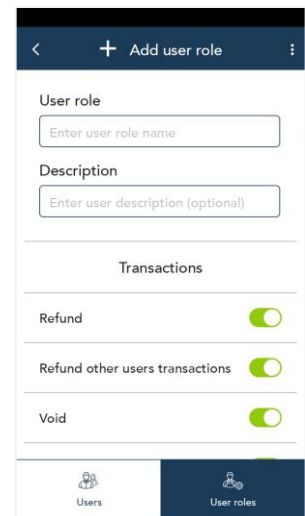 Add user role
User role
Enter user role name
Description
Enter user description (optional)
Transactions
Refund
Refund other users transactions
Void
Users
User roles